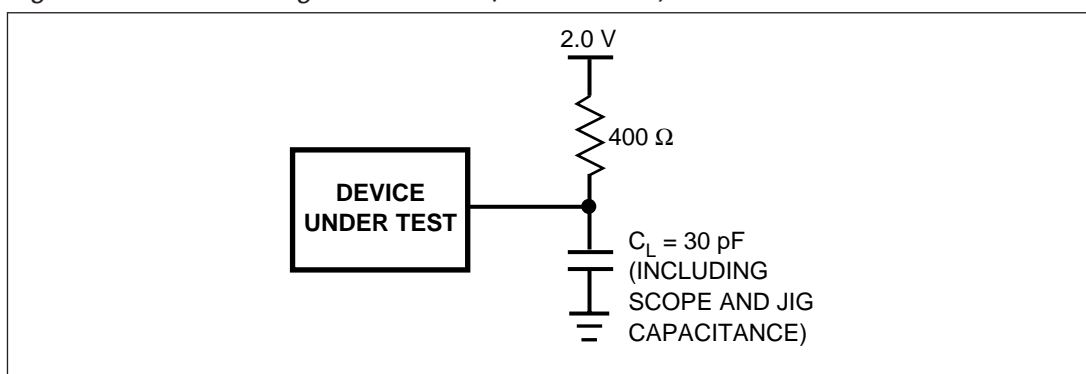 2.0 V
400 Ω
DEVICE
UNDER TEST
C_L = 30 pF
(INCLUDING
SCOPE AND JIG
CAPACITANCE)